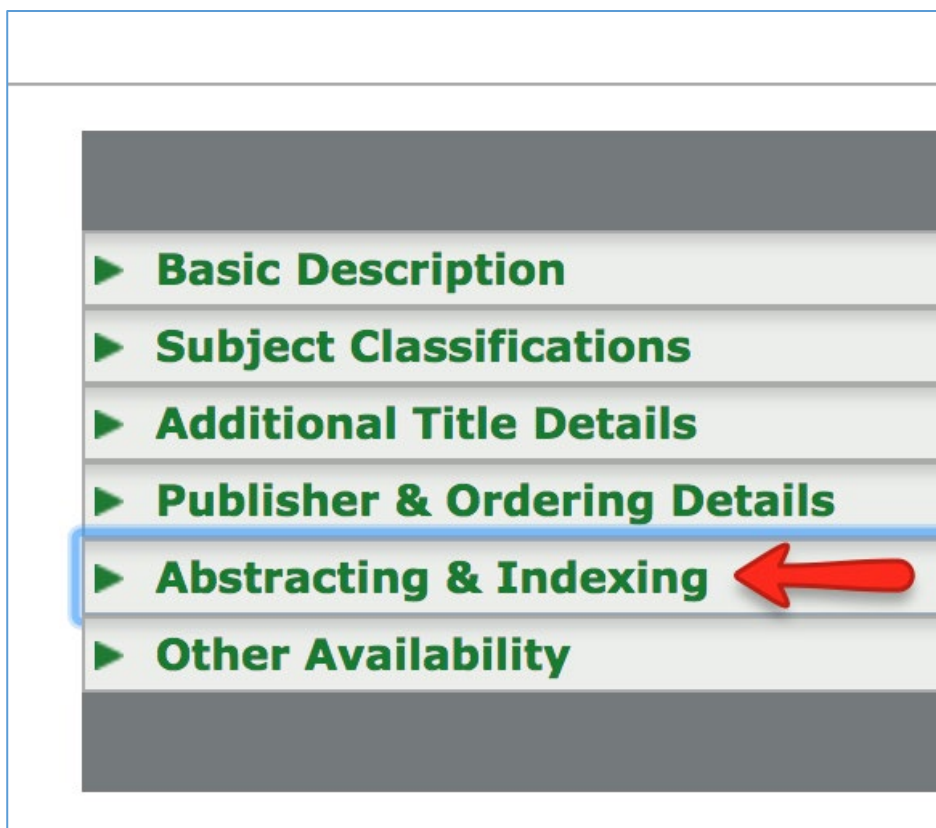 Basic Description
Subject Classifications
Additional Title Details
Publisher & Ordering Details
Abstracting & Indexing
Other Availability